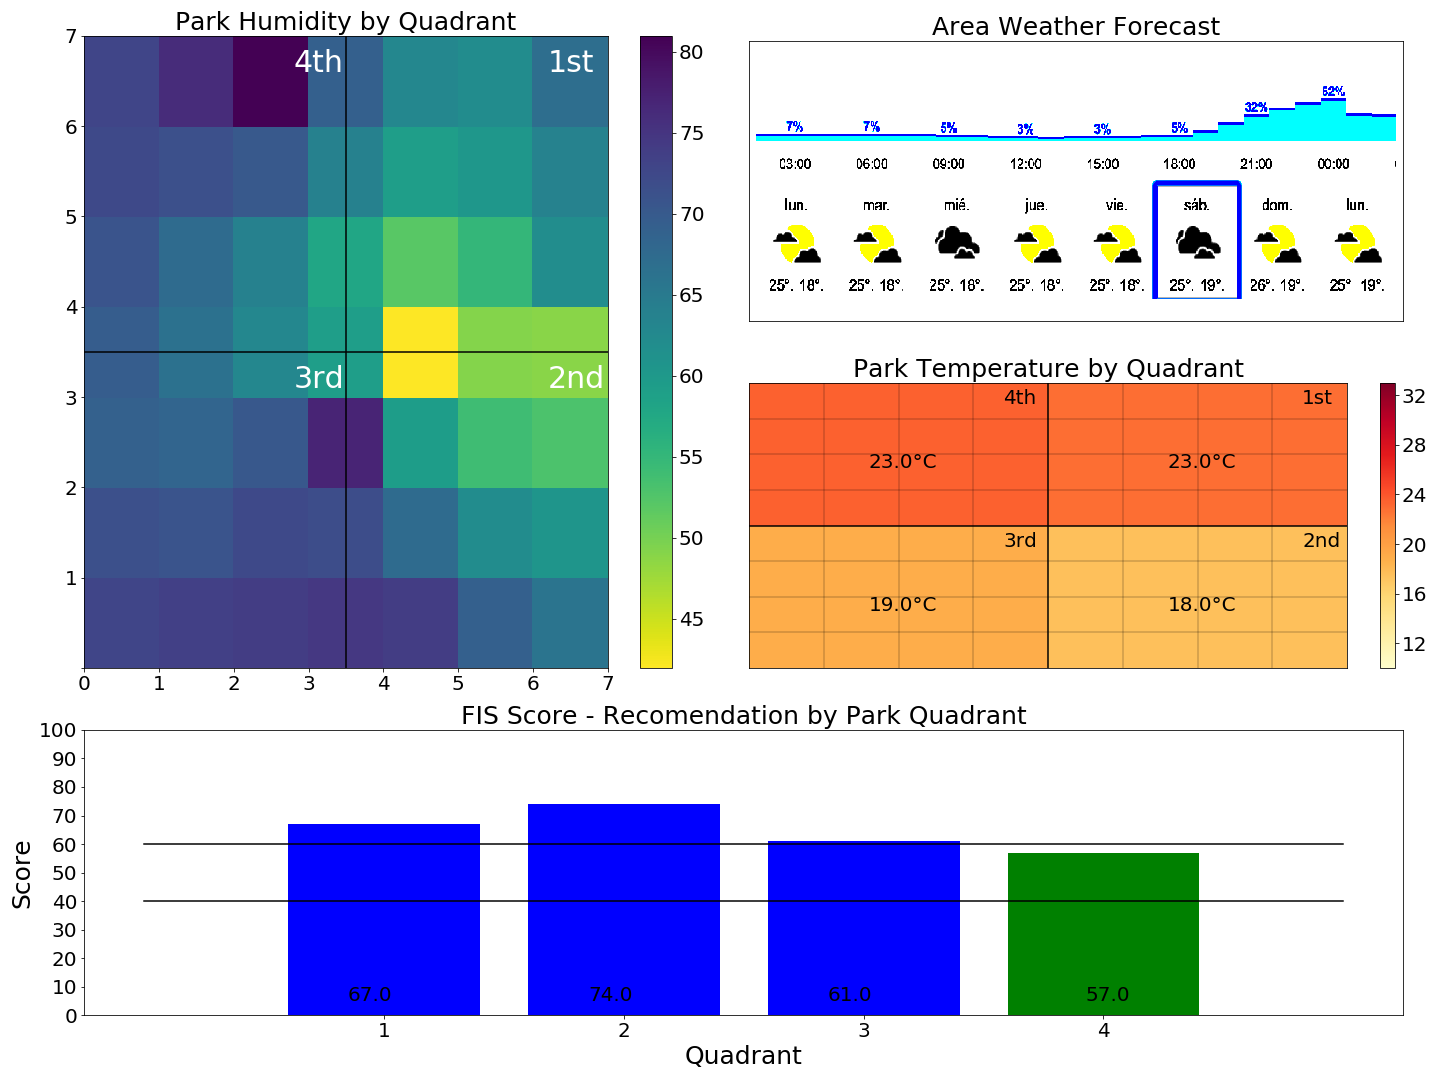 Park Humidity by Quadrant
7
6
5
4
3
2
1
0 1 2 3 4 5 6 7
4th 1st
3rd 2nd
80
75
70
65
60
55
50
45
Area Weather Forecast
7% 7% 5% 3% 3% 5% 32% 62%
03:00 06:00 09:00 12:00 15:00 18:00 21:00 00:00
lun. mar. mié. jue. vie. sáb. dom. lun.
25°. 18°. 25°. 18°. 25°. 18°. 25°. 18°. 25°. 18°. 25°. 19°. 26°. 19°. 25° 19°.
Park Temperature by Quadrant
4th 1st
23.0°C 23.0°C
3rd 2nd
19.0°C 18.0°C
32
28
24
20
16
12
FIS Score - Recomendation by Park Quadrant
Score
100
90
80
70
60
50
40
30
20
10
0
67.0 74.0 61.0 57.0
1 2 3 4
Quadrant